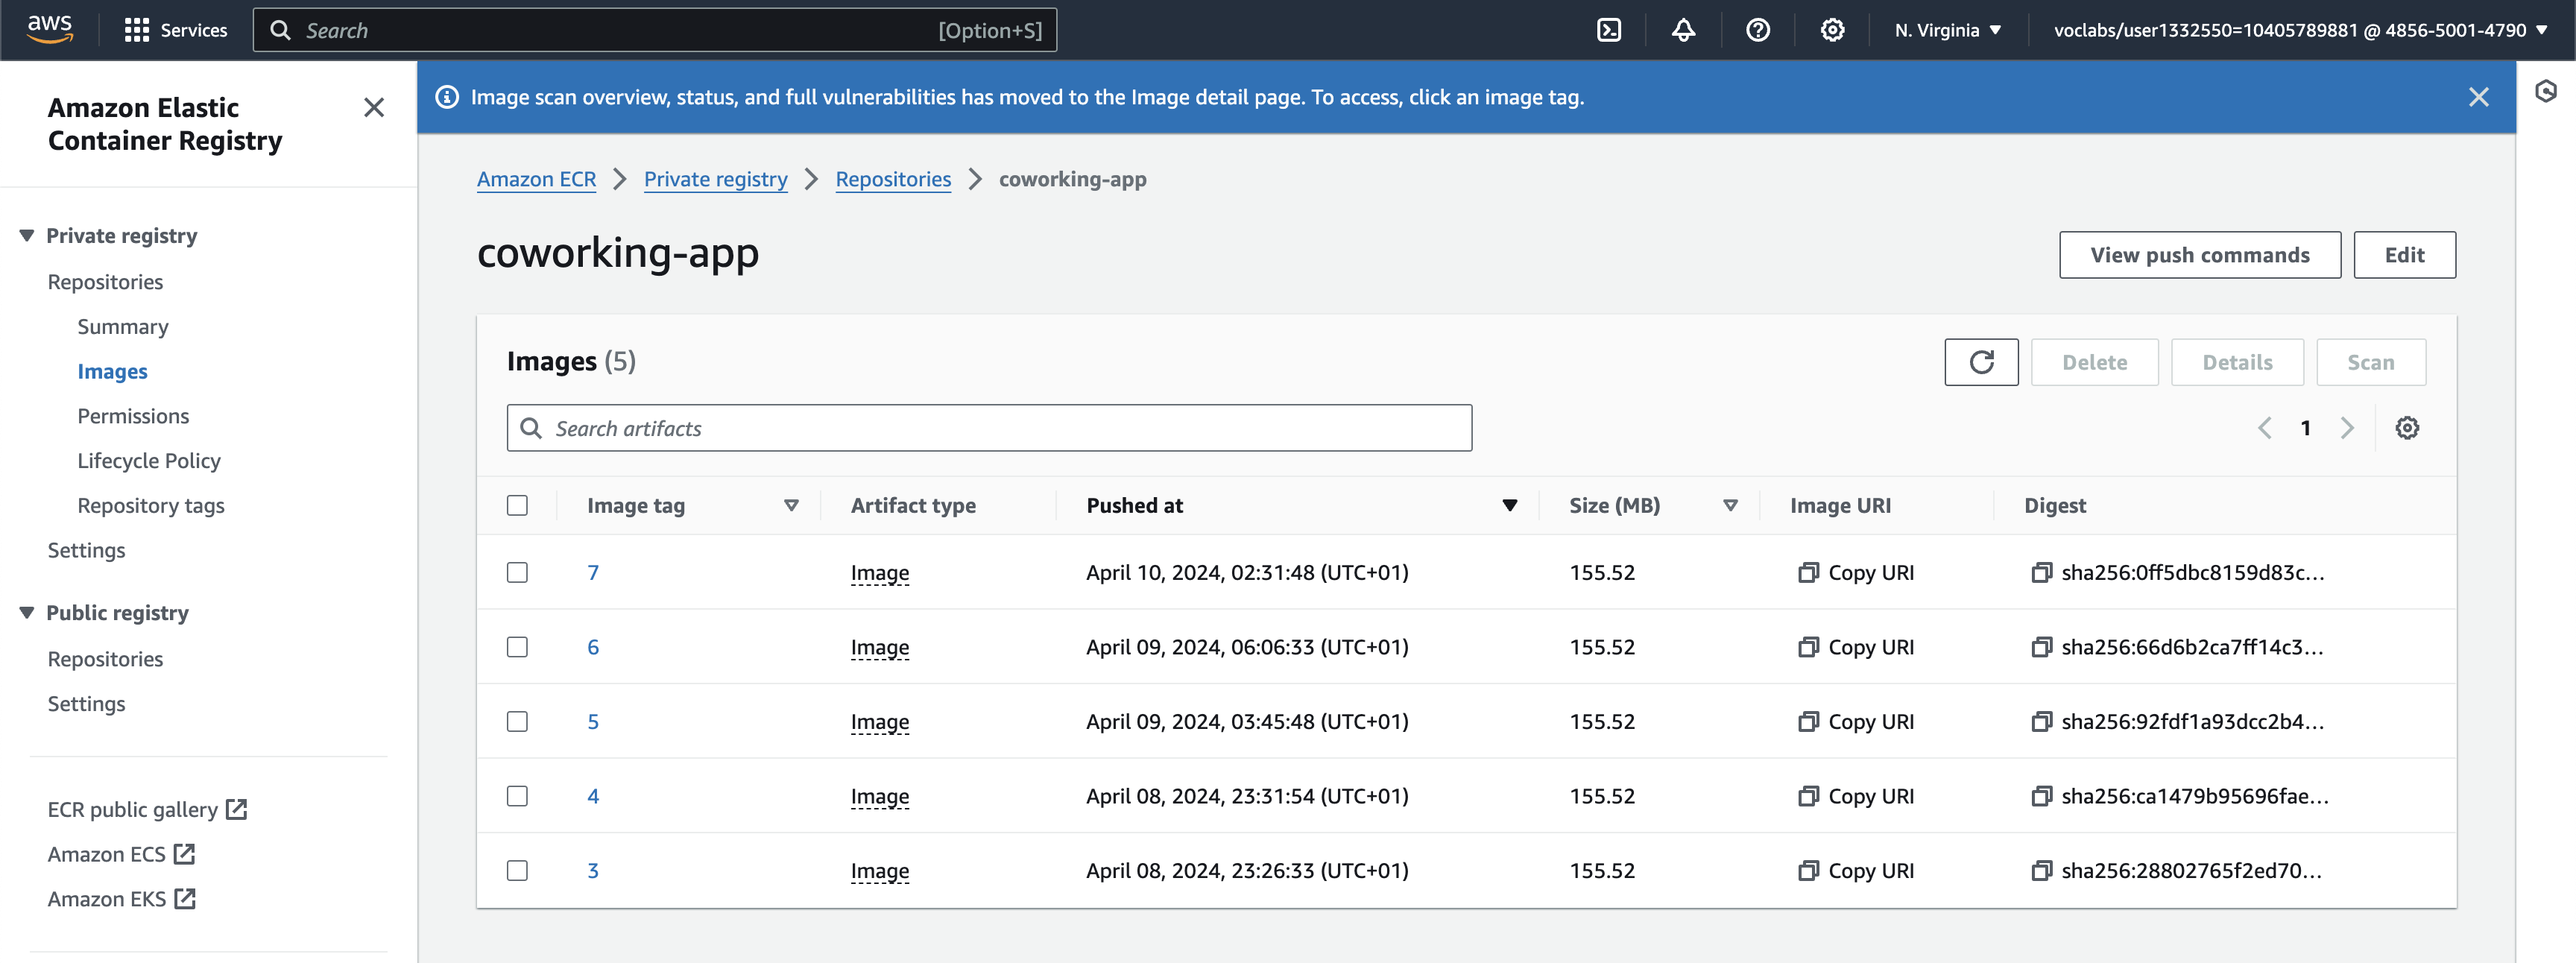 aws
Services
Search
[Option+S]
N. Virginia
voclabs/user1332550=10405789881 @ 4856-5001-4790
Amazon Elastic
Container Registry
Private registry
Repositories
Summary
Images
Permissions
Lifecycle Policy
Repository tags
Settings
Public registry
Repositories
Settings
ECR public gallery
Amazon ECS
Amazon EKS
Image scan overview, status, and full vulnerabilities has moved to the Image detail page. To access, click an image tag.
Amazon ECR > Private registry > Repositories > coworking-app
coworking-app
View push commands
Edit
Images (5)
Delete
Details
Scan
Search artifacts
1
Image tag Artifact type Pushed at Size (MB) Image URI Digest
7 Image April 10, 2024, 02:31:48 (UTC+01) 155.52 Copy URI sha256:0ff5dbc8159d83c...
6 Image April 09, 2024, 06:06:33 (UTC+01) 155.52 Copy URI sha256:66d6b2ca7ff14c3...
5 Image April 09, 2024, 03:45:48 (UTC+01) 155.52 Copy URI sha256:92fdf1a93dcc2b4...
4 Image April 08, 2024, 23:31:54 (UTC+01) 155.52 Copy URI sha256:ca1479b95696fae...
3 Image April 08, 2024, 23:26:33 (UTC+01) 155.52 Copy URI sha256:28802765f2ed70...